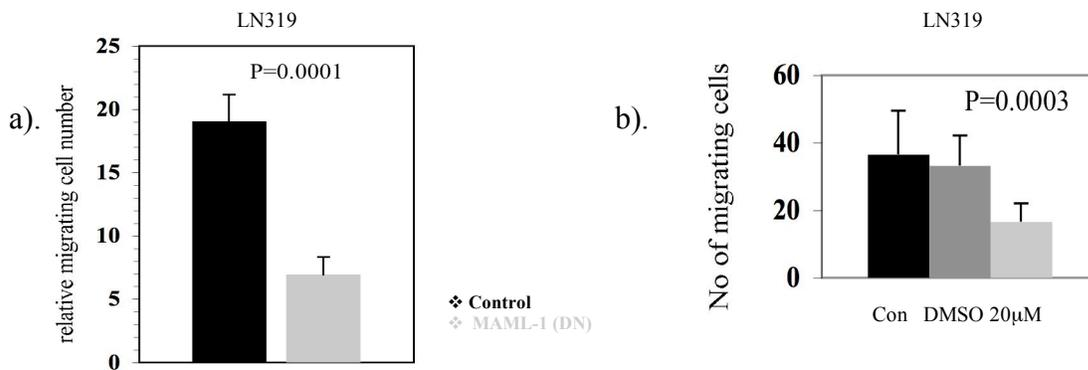 LN319
a).
relative migrating cell number
25
20
15
10
5
0
P=0.0001
❖ Control
❖ MAML-1 (DN)
LN319
b).
No of migrating cells
60
40
20
0
P=0.0003
Con DMSO 20µM